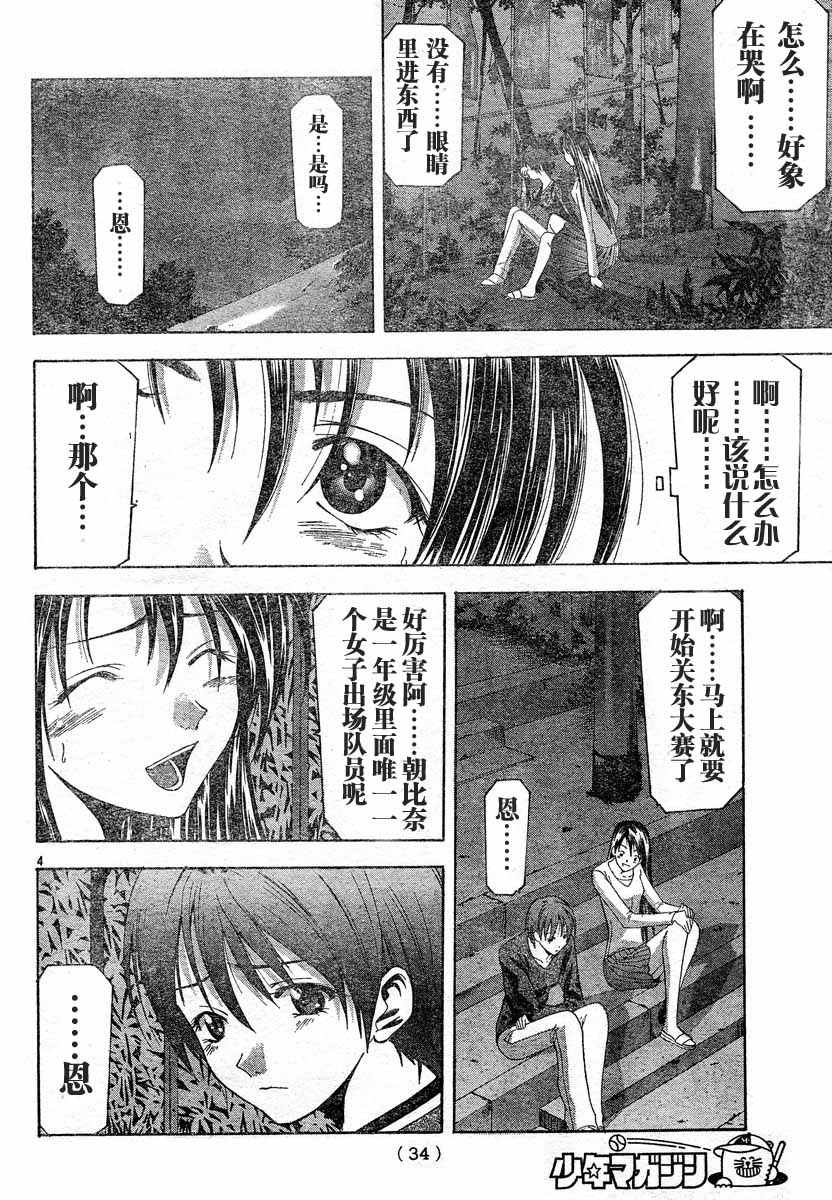 怎么……好象
在哭啊……
没有……眼睛
里进东西了
是…是吗…
……恩……
啊……怎么办
……该说什么
好呢……
啊…那个…
啊……马上就要
开始关东大赛了
恩……
好厉害阿……朝比奈
是一年级里面唯一一
个女子出场队员呢
……恩
4
(34)
少年マガジン